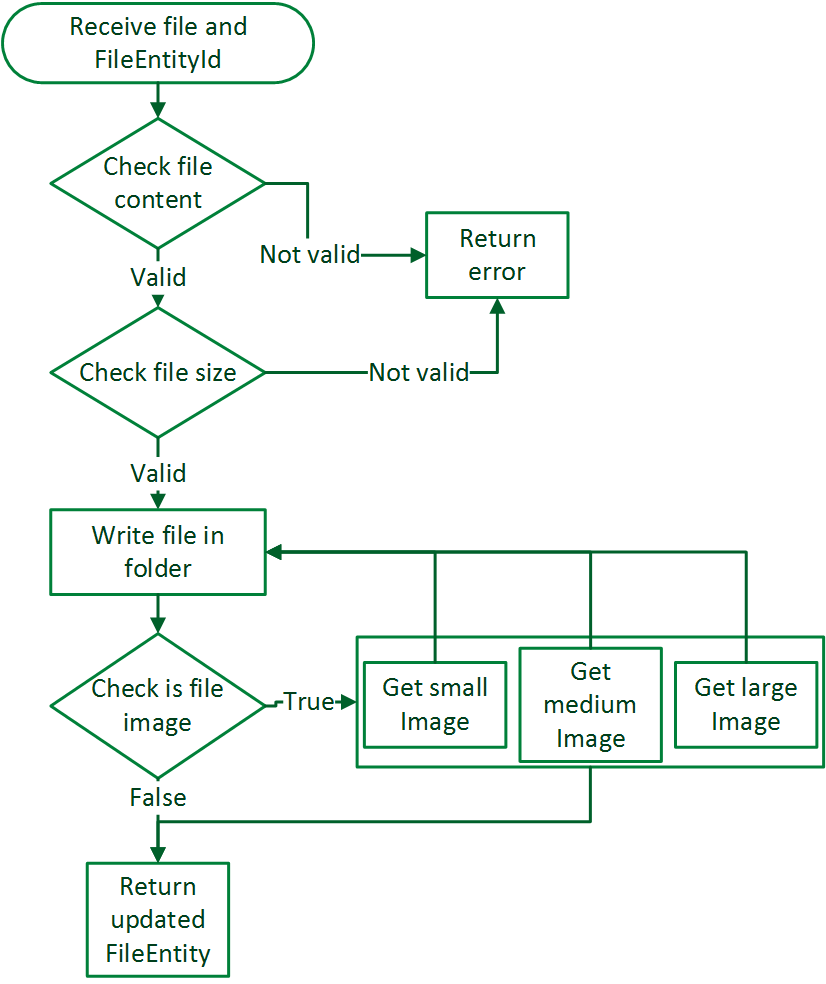 Receive file and
FileEntityId
Check file
content
Not valid
Return
error
Valid
Check file size
Not valid
Valid
Write file in
folder
Check is file
image
True
Get small
Image
Get
medium
Image
Get large
Image
False
Return
updated
FileEntity